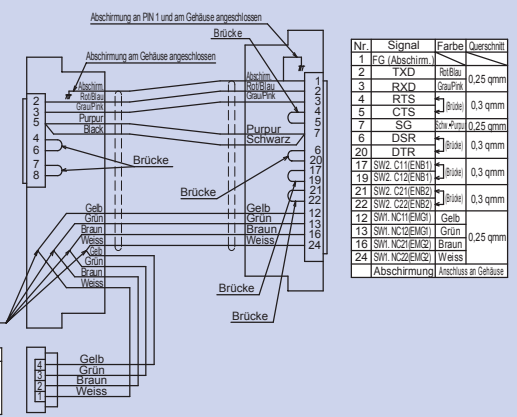 Abschirmung an PIN 1 und am Gehäuse angeschlossen
Brücke
Abschirmung am Gehäuse angeschlossen
Abschirm.
Rot/Blau
Grau/Pink
Purpur
Black
2
3
5
4
6
7
8
Brücke
Abschirm.
Rot/Blau
Grau/Pink
Purpur
Schwarz
1
2
3
4
5
7
6
20
17
19
21
22
12
13
16
24
Brücke
Gelb
Grün
Braun
Weiss
Gelb
Grün
Braun
Weiss
Gelb
Grün
Braun
Weiss
Brücke
Brücke
4
3
2
1
Gelb
Grün
Braun
Weiss
Nr. Signal Farbe Querschnitt
1 FG (Abschirm.)
2 TXD Rot/Blau 0,25 qmm
3 RXD Grau/Pink
4 RTS (Brücke) 0,3 qmm
5 CTS
7 SG Schw.•Purpur 0,25 qmm
6 DSR (Brücke) 0,3 qmm
20 DTR
17 SW2. C11(ENB1) (Brücke) 0,3 qmm
19 SW2. C12(ENB1)
21 SW2. C21(ENB2) (Brücke) 0,3 qmm
22 SW2. C22(ENB2)
12 SW1. NC11(EMG1) Gelb 0,25 qmm
13 SW1. NC12(EMG1) Grün
16 SW1. NC21(EMG2) Braun
24 SW1. NC22(EMG2) Weiss
Abschirmung Anschluss an Gehäuse